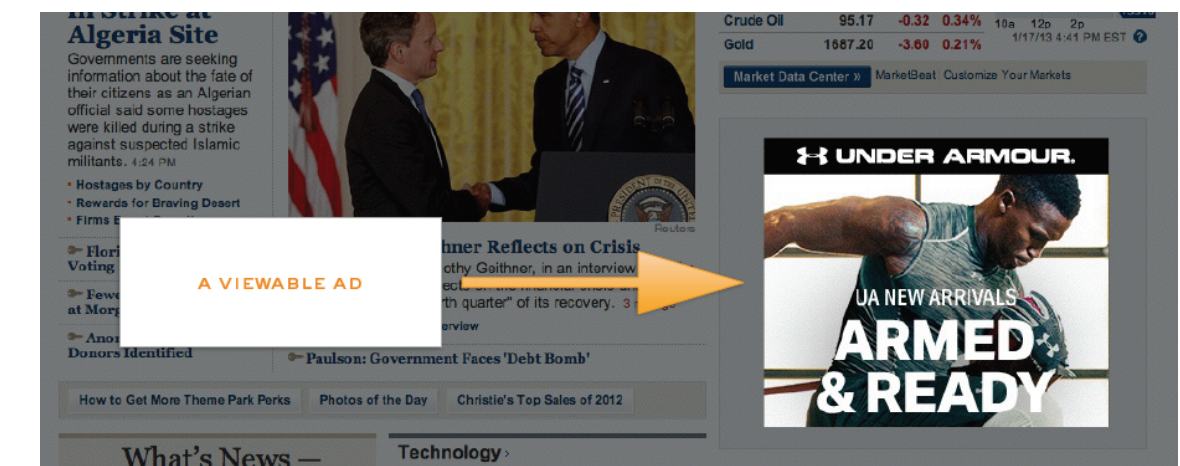 In Strike at
Algeria Site
Governments are seeking
information about the fate of
their citizens as an Algerian
official said some hostages
were killed during a strike
against suspected Islamic
militants. 4:24 PM
• Hostages by Country
• Rewards for Braving Desert
• Firms
Voting
at Morg
Donors Identified
A VIEWABLE AD
Reuters
hner Reflects on Crisis
othy Geithner, in an interview
rth quarter" of its recovery. 3
erview
Paulson: Government Faces 'Debt Bomb'
How to Get More Theme Park Perks
Photos of the Day
Christie's Top Sales of 2012
What's News —
Technology ›
Crude Oil 95.17 -0.32 0.34%
Gold 1687.20 -3.60 0.21%
10a 12p 2p
1/17/13 4:41 PM EST ?
Market Data Center » MarketBeat Customize Your Markets
UNDER ARMOUR.
UA NEW ARRIVALS
ARMED
& READY